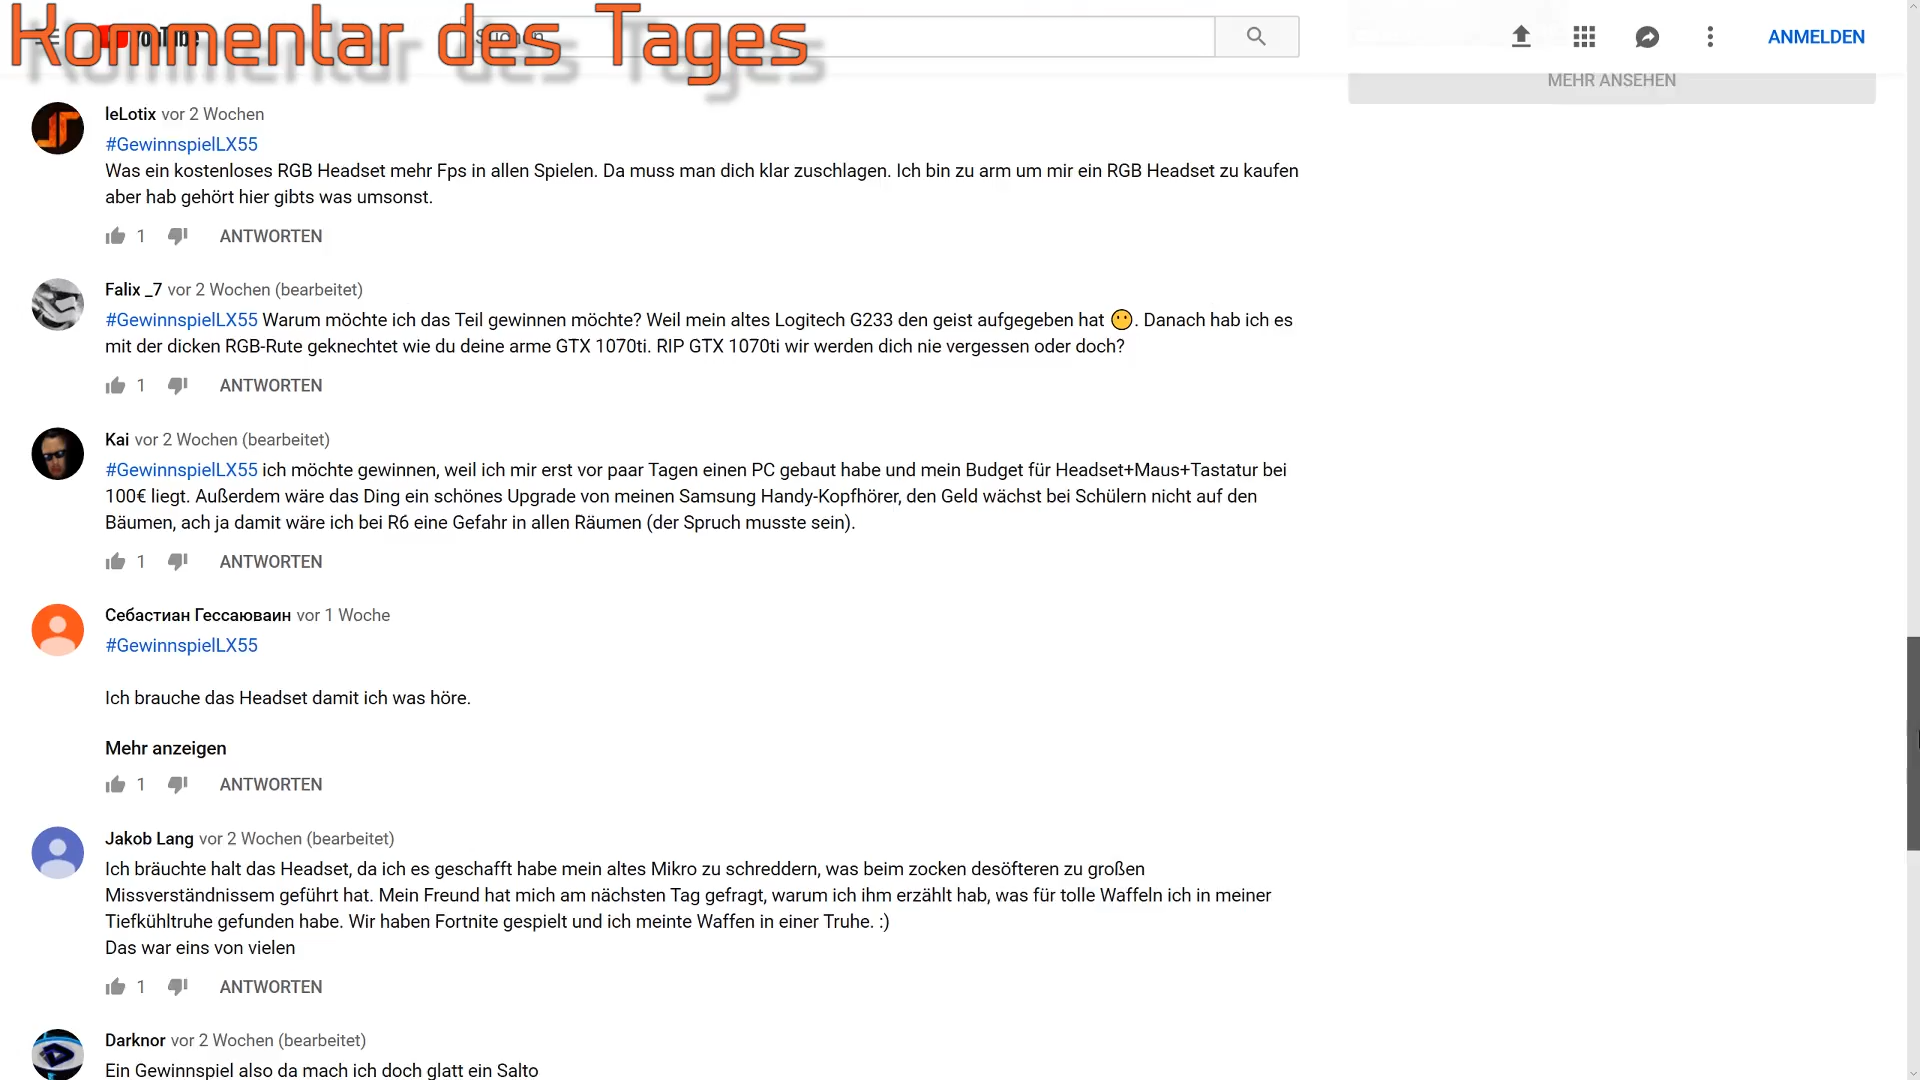 Kommentar des Tages
YouTube
Suchen
ANMELDEN
MEHR ANSEHEN
leLotix vor 2 Wochen
#GewinnspielLX55
Was ein kostenloses RGB Headset mehr Fps in allen Spielen. Da muss man dich klar zuschlagen. Ich bin zu arm um mir ein RGB Headset zu kaufen
aber hab gehört hier gibts was umsonst.
1 ANTWORTEN
Falix _7 vor 2 Wochen (bearbeitet)
#GewinnspielLX55 Warum möchte ich das Teil gewinnen möchte? Weil mein altes Logitech G233 den geist aufgegeben hat 😶. Danach hab ich es
mit der dicken RGB-Rute geknechtet wie du deine arme GTX 1070ti. RIP GTX 1070ti wir werden dich nie vergessen oder doch?
1 ANTWORTEN
Kai vor 2 Wochen (bearbeitet)
#GewinnspielLX55 ich möchte gewinnen, weil ich mir erst vor paar Tagen einen PC gebaut habe und mein Budget für Headset+Maus+Tastatur bei
100€ liegt. Außerdem wäre das Ding ein schönes Upgrade von meinen Samsung Handy-Kopfhörer, den Geld wächst bei Schülern nicht auf den
Bäumen, ach ja damit wäre ich bei R6 eine Gefahr in allen Räumen (der Spruch musste sein).
1 ANTWORTEN
Себастиан Гессаюваин vor 1 Woche
#GewinnspielLX55
Ich brauche das Headset damit ich was höre.
Mehr anzeigen
1 ANTWORTEN
Jakob Lang vor 2 Wochen (bearbeitet)
Ich bräuchte halt das Headset, da ich es geschafft habe mein altes Mikro zu schreddern, was beim zocken desöfteren zu großen
Missverständnissem geführt hat. Mein Freund hat mich am nächsten Tag gefragt, warum ich ihm erzählt hab, was für tolle Waffeln ich in meiner
Tiefkühltruhe gefunden habe. Wir haben Fortnite gespielt und ich meinte Waffen in einer Truhe. :)
Das war eins von vielen
1 ANTWORTEN
Darknor vor 2 Wochen (bearbeitet)
Ein Gewinnspiel also da mach ich doch glatt ein Salto